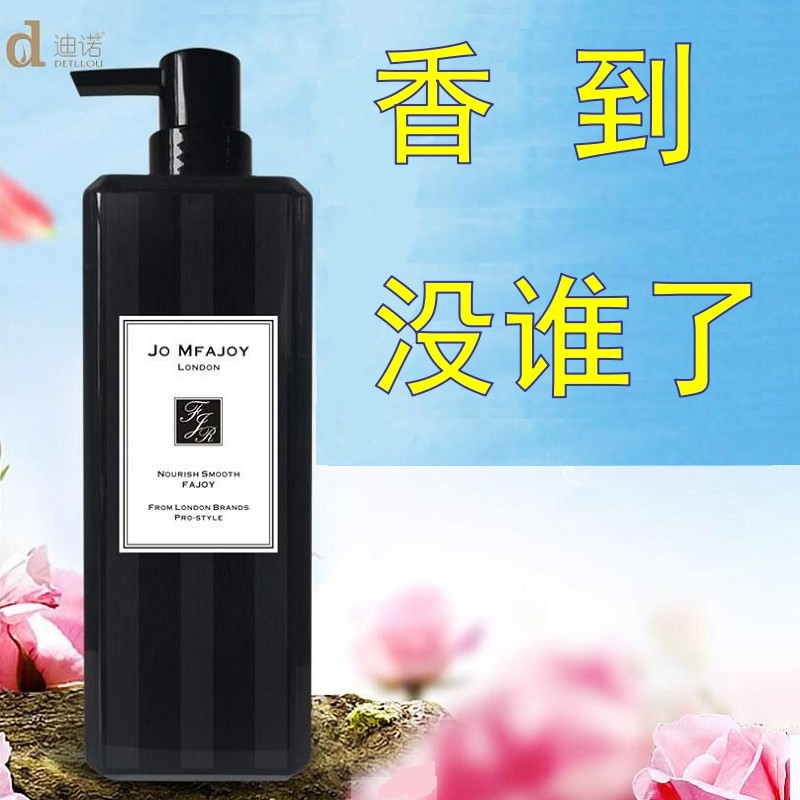 d 迪诺
DETLLOU
香到
没谁了
JO MFAJOY
LONDON
FJR
NOURISH SMOOTH
FAJOY
FROM LONDON BRANDS
PRO-STYLE